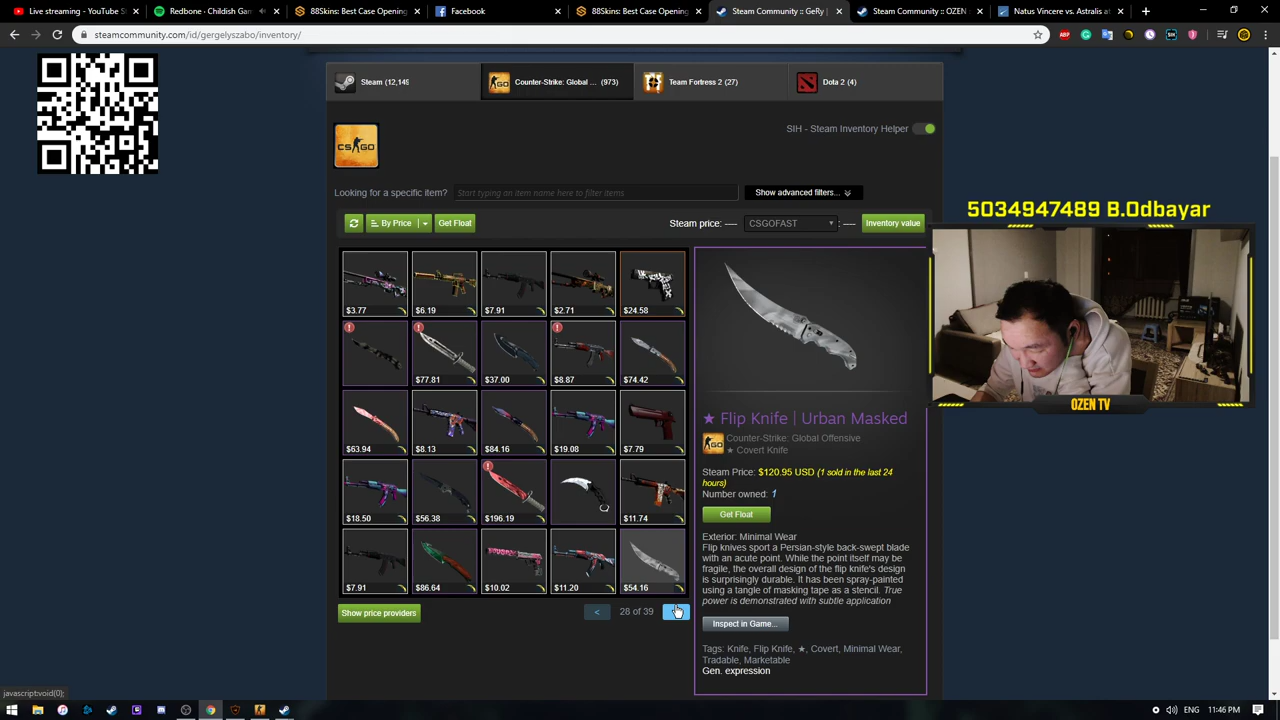 Live streaming - S
Redbone · Childish Gam
88Skins: Best Case Opening
Facebook
88Skins: Best Case Opening
Steam Community :: GeRy
Steam Community :: OZEN
Natus Vincere vs. Astralis at
steamcommunity.com/id/gergelyszabo/inventory/
Steam (12,149
Counter-Strike: Global ... (973)
Team Fortress 2 (27)
Dota 2 (4)
CS GO
SIH - Steam Inventory Helper
Looking for a specific item?
Start typing an item name here to filter items
Show advanced filters...
By Price
Get Float
Steam price: ----
CSGOFAST
: ----
Inventory value
5034947489 B.Odbayar
$3.77
$6.19
$7.91
$2.71
$24.58
$77.81
$37.00
$8.87
$74.42
$63.94
$8.13
$84.16
$19.08
$7.79
$18.50
$56.38
$196.19
$11.74
$7.91
$86.64
$10.02
$11.20
$54.16
★ Flip Knife | Urban Masked
Counter-Strike: Global Offensive
★ Covert Knife
Steam Price: $120.95 USD (1 sold in the last 24
hours)
Number owned: 1
Get Float
Exterior: Minimal Wear
Flip knives sport a Persian-style back-swept blade
with an acute point. While the point itself may be
fragile, the overall design of the flip knife's design
is surprisingly durable. It has been spray-painted
using a tangle of masking tape as a stencil. True
power is demonstrated with subtle application
Inspect in Game...
Tags: Knife, Flip Knife, ★, Covert, Minimal Wear,
Tradable, Marketable
Gen. expression
OZEN TV
Show price providers
<
28 of 39
javascript:void(0);
11:46 PM